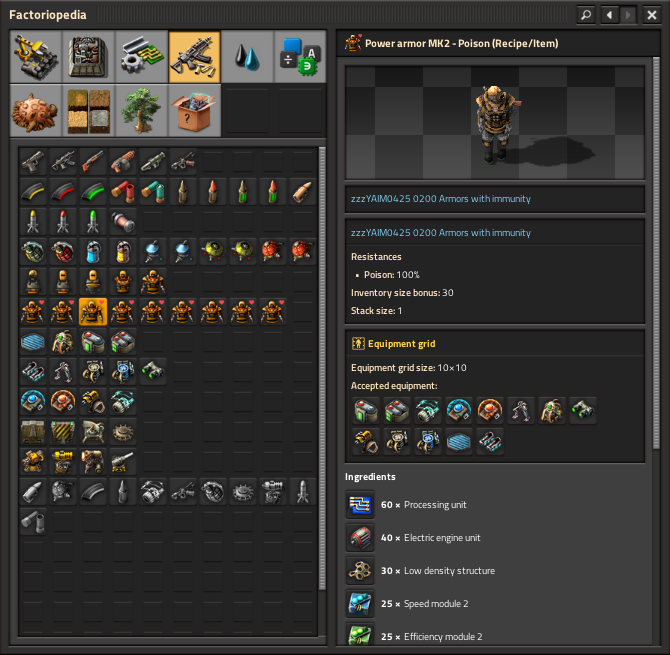 Factoriopedia
A
?
Power armor MK2 - Poison (Recipe/Item)
zzzYAIM0425 0200 Armors with immunity
zzzYAIM0425 0200 Armors with immunity
Resistances
• Poison: 100%
Inventory size bonus: 30
Stack size: 1
Equipment grid
Equipment grid size: 10×10
Accepted equipment:
Ingredients
60 × Processing unit
40 × Electric engine unit
30 × Low density structure
25 × Speed module 2
25 × Efficiency module 2